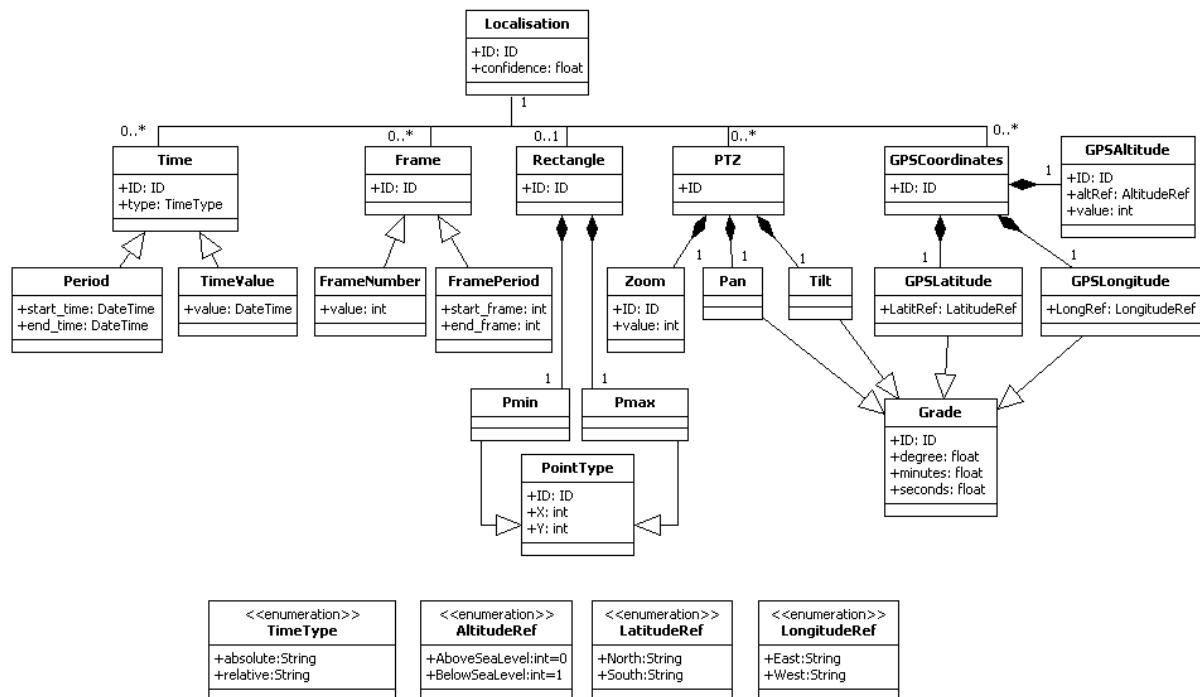 Localisation
+ID: ID
+confidence: float
1
0..*
0..*
0..1
0..*
0..*
Time
+ID: ID
+type: TimeType
Frame
+ID: ID
Rectangle
+ID: ID
PTZ
+ID
GPSCoordinates
+ID: ID
1
GPSAltitude
+ID: ID
+altRef: AltitudeRef
+value: int
1
1
1
1
1
Period
+start_time: DateTime
+end_time: DateTime
TimeValue
+value: DateTime
FrameNumber
+value: int
FramePeriod
+start_frame: int
+end_frame: int
Zoom
+ID: ID
+value: int
Pan
Tilt
GPSLatitude
+LatitRef: LatitudeRef
GPSLongitude
+LongRef: LongitudeRef
1
1
Pmin
Pmax
Grade
+ID: ID
+degree: float
+minutes: float
+seconds: float
PointType
+ID: ID
+X: int
+Y: int
<<enumeration>>
TimeType
+absolute:String
+relative:String
<<enumeration>>
AltitudeRef
+AboveSeaLevel:int=0
+BelowSeaLevel:int=1
<<enumeration>>
LatitudeRef
+North:String
+South:String
<<enumeration>>
LongitudeRef
+East:String
+West:String